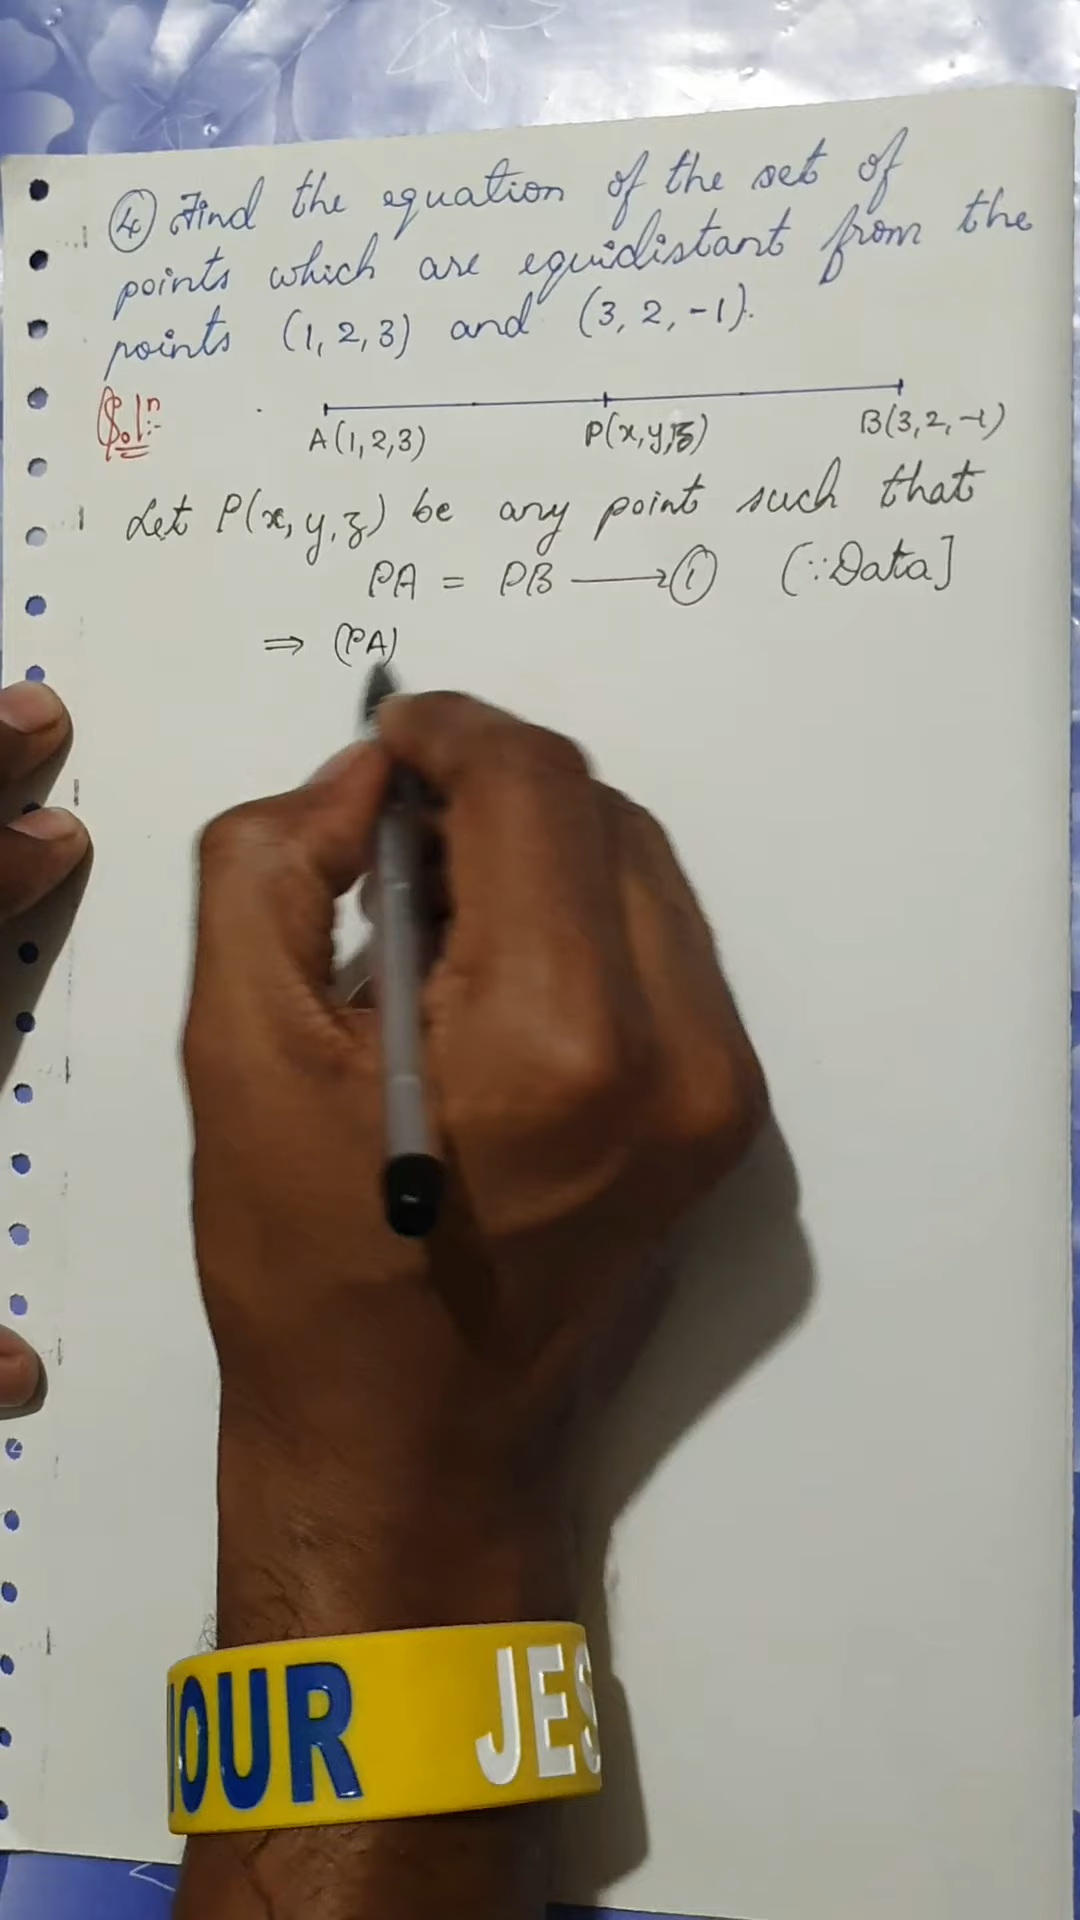 ④ Find the equation of the set of
points which are equidistant from the
points (1, 2, 3) and (3, 2, -1).
Solⁿ:-
A(1,2,3) P(x,y,z) B(3,2,-1)
Let P(x, y, z) be any point such that
PA = PB ⟶ ① (∵ Data]
⇒ (PA)
OUR JES